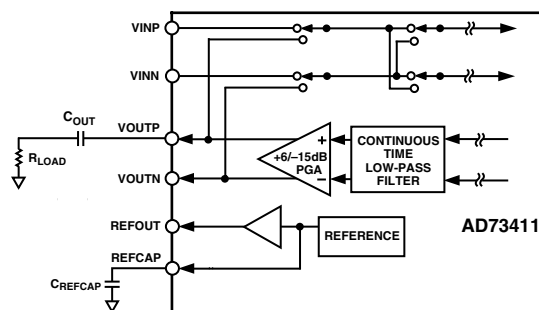 VINP
VINN
COUT
VOUTP
RLOAD
VOUTN
+6/–15dB
PGA
+
–
CONTINUOUS
TIME
LOW-PASS
FILTER
REFOUT
REFERENCE
AD73411
REFCAP
CREFCAP